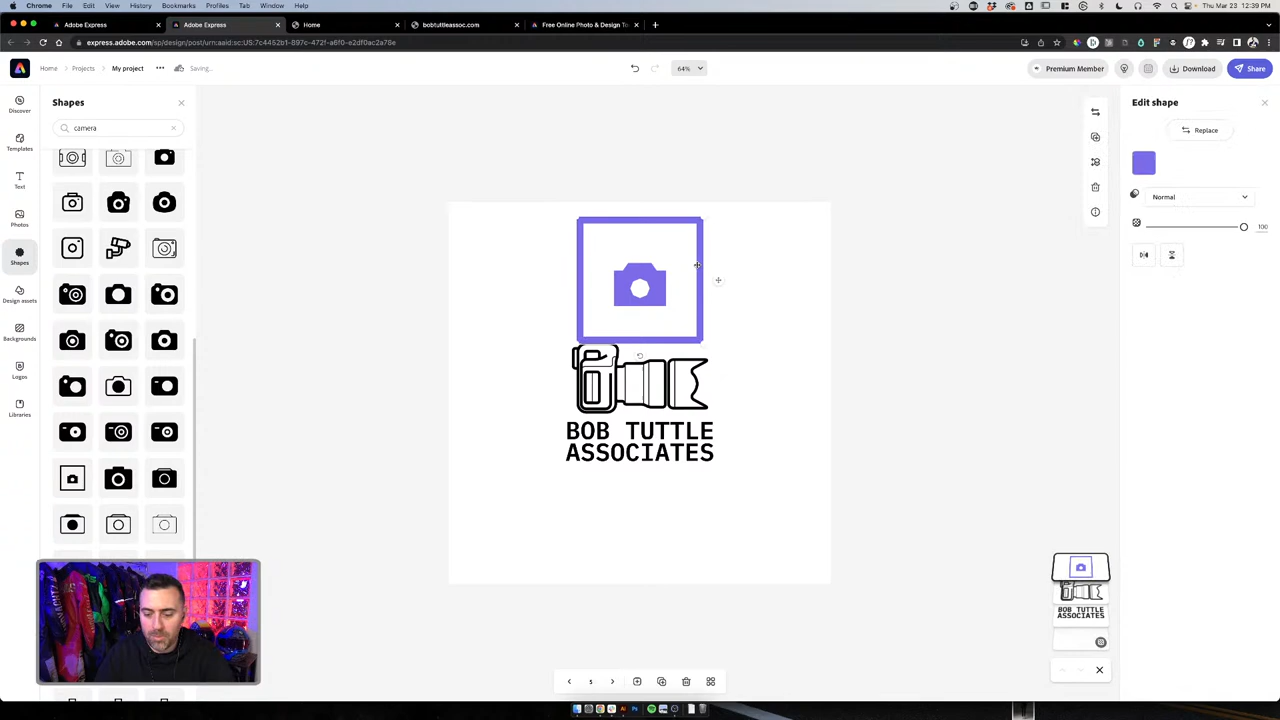 Chrome File Edit View History Bookmarks Profiles Tab Window Help
Thu Mar 23 12:39 PM
Adobe Express
Adobe Express
Home
bobtuttleassoc.com
Free Online Photo & Design To
express.adobe.com/sp/design/post/urn:aaid:sc:US:7c4452b1-897c-472f-a6f0-e2df0ac2a78e
Home
Projects
My project
Saving...
64%
Premium Member
Download
Share
Discover
Templates
Text
Photos
Shapes
Design assets
Backgrounds
Logos
Libraries
Shapes
camera
BOB TUTTLE
ASSOCIATES
Edit shape
Replace
Normal
100
BOB TUTTLE
ASSOCIATES
5